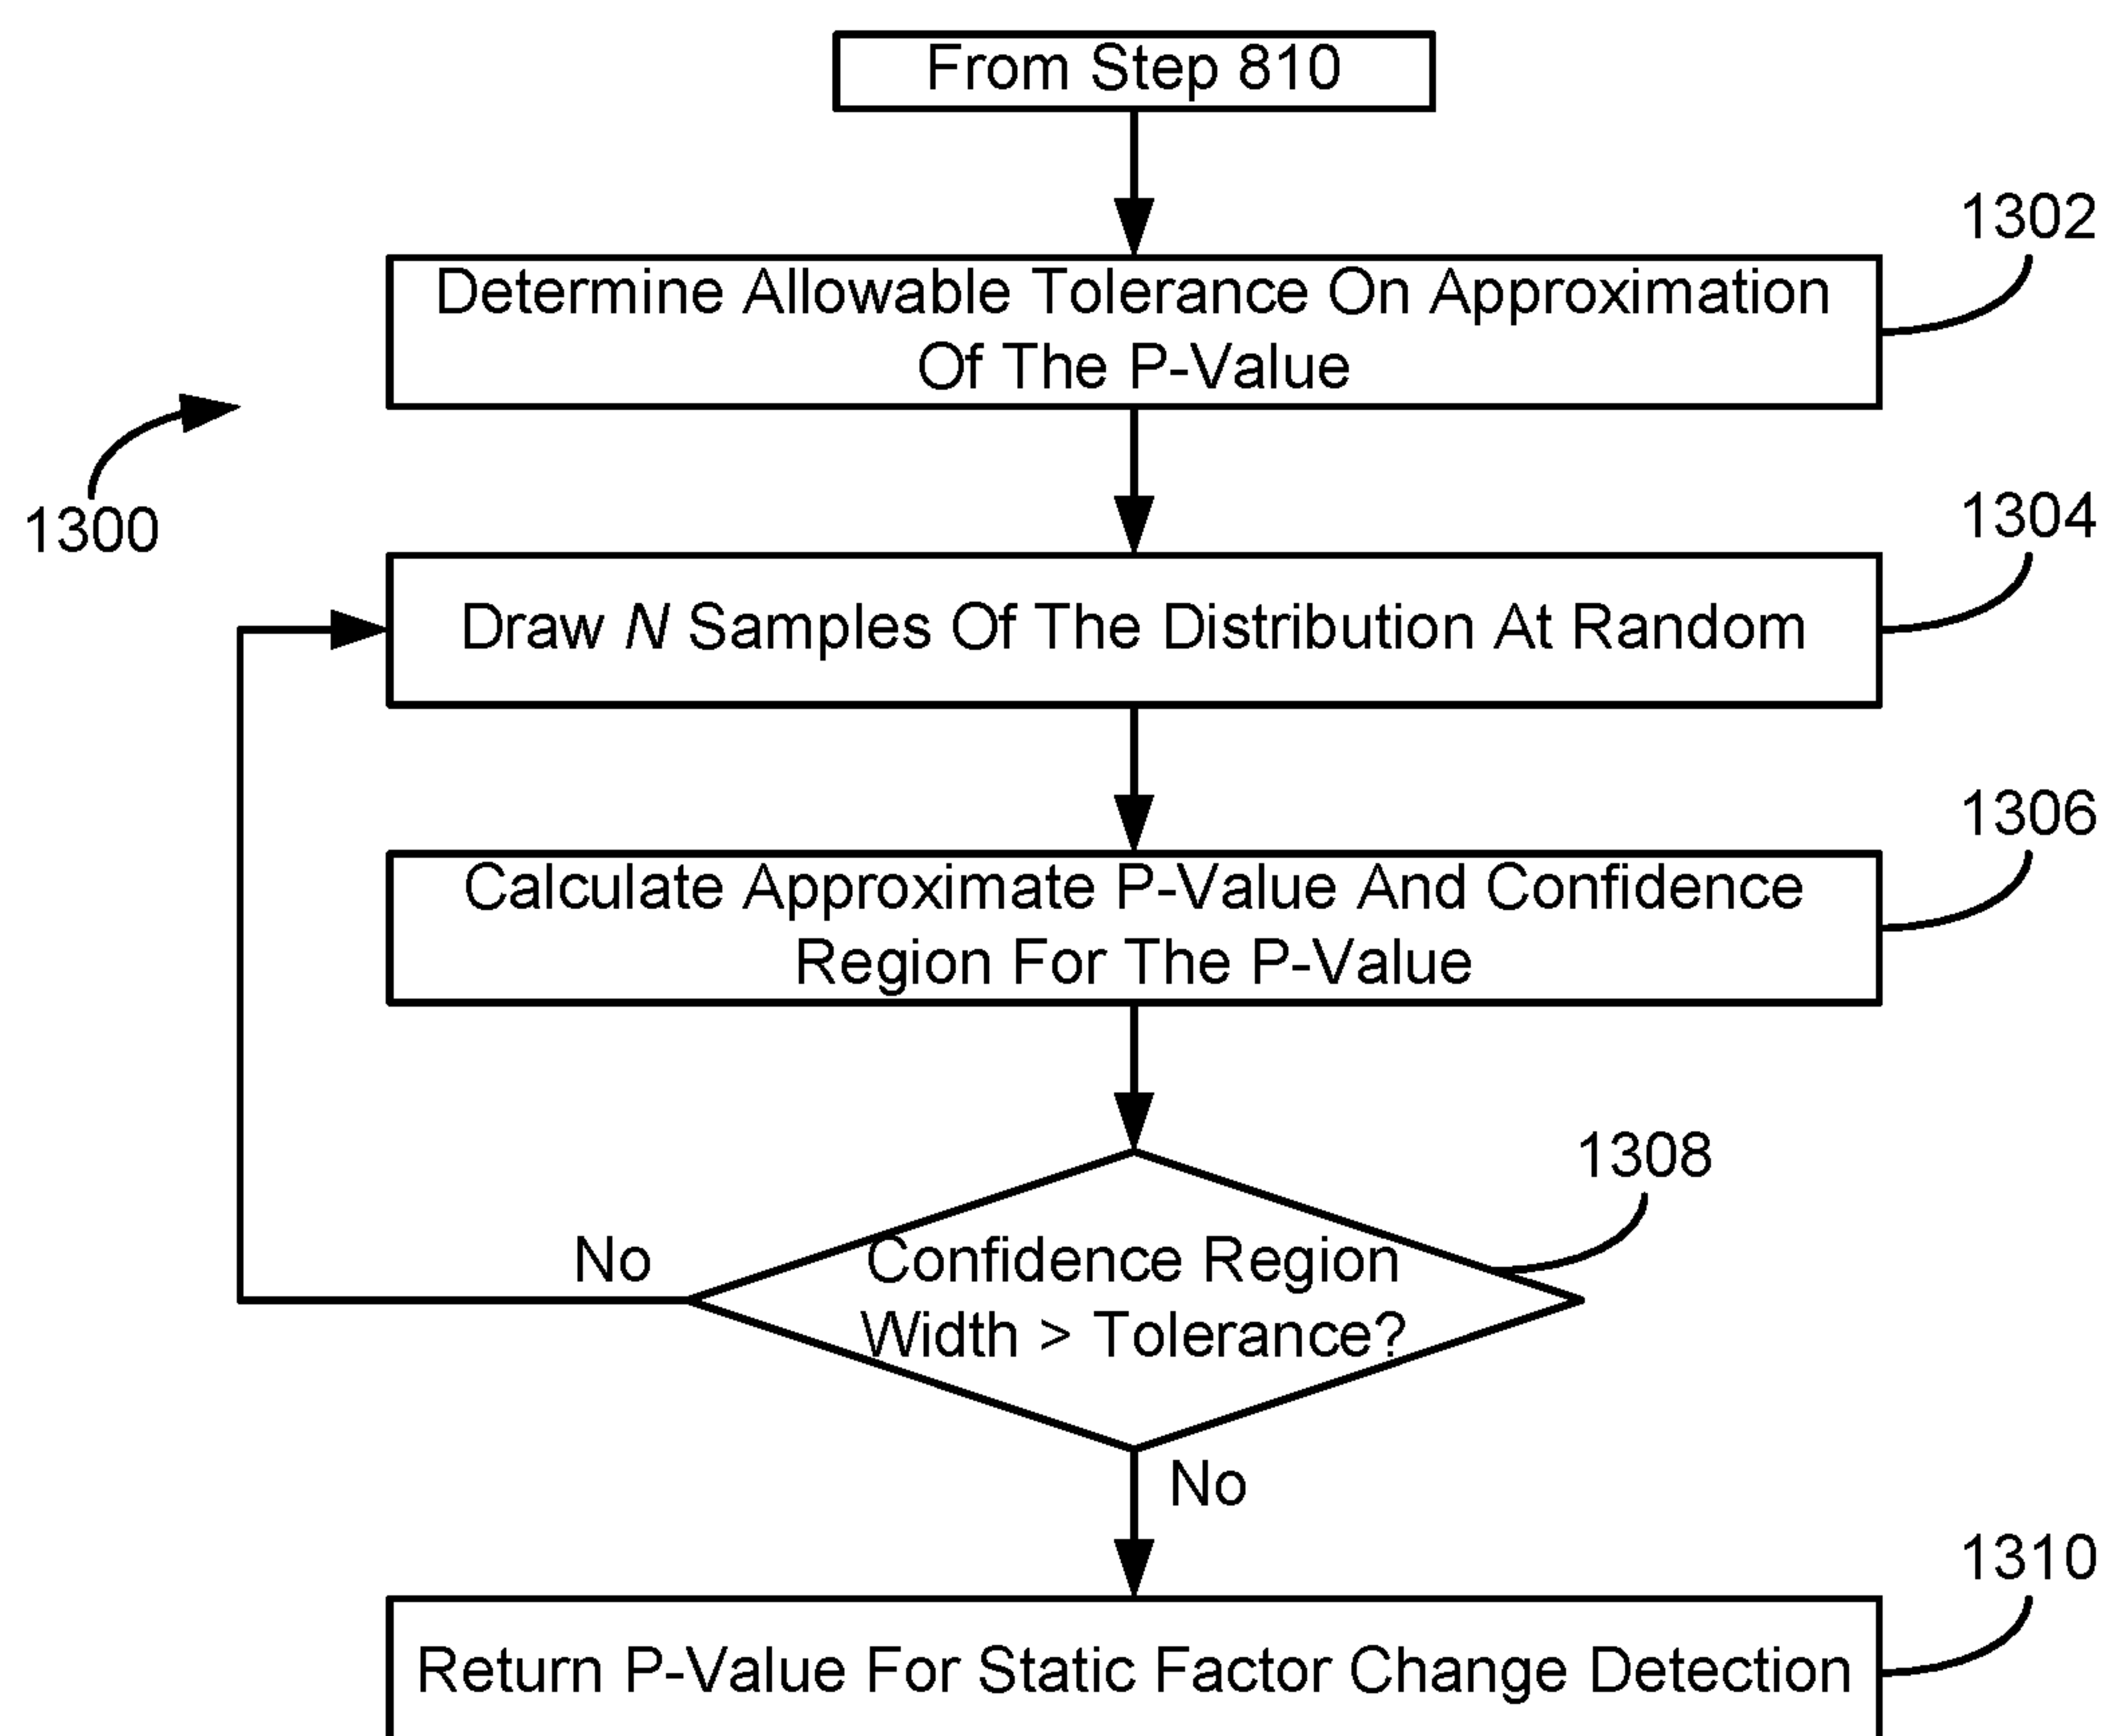 From Step 810
1302
Determine Allowable Tolerance On Approximation
Of The P-Value
1300
1304
Draw N Samples Of The Distribution At Random
1306
Calculate Approximate P-Value And Confidence
Region For The P-Value
1308
No
Confidence Region
Width > Tolerance?
No
1310
Return P-Value For Static Factor Change Detection